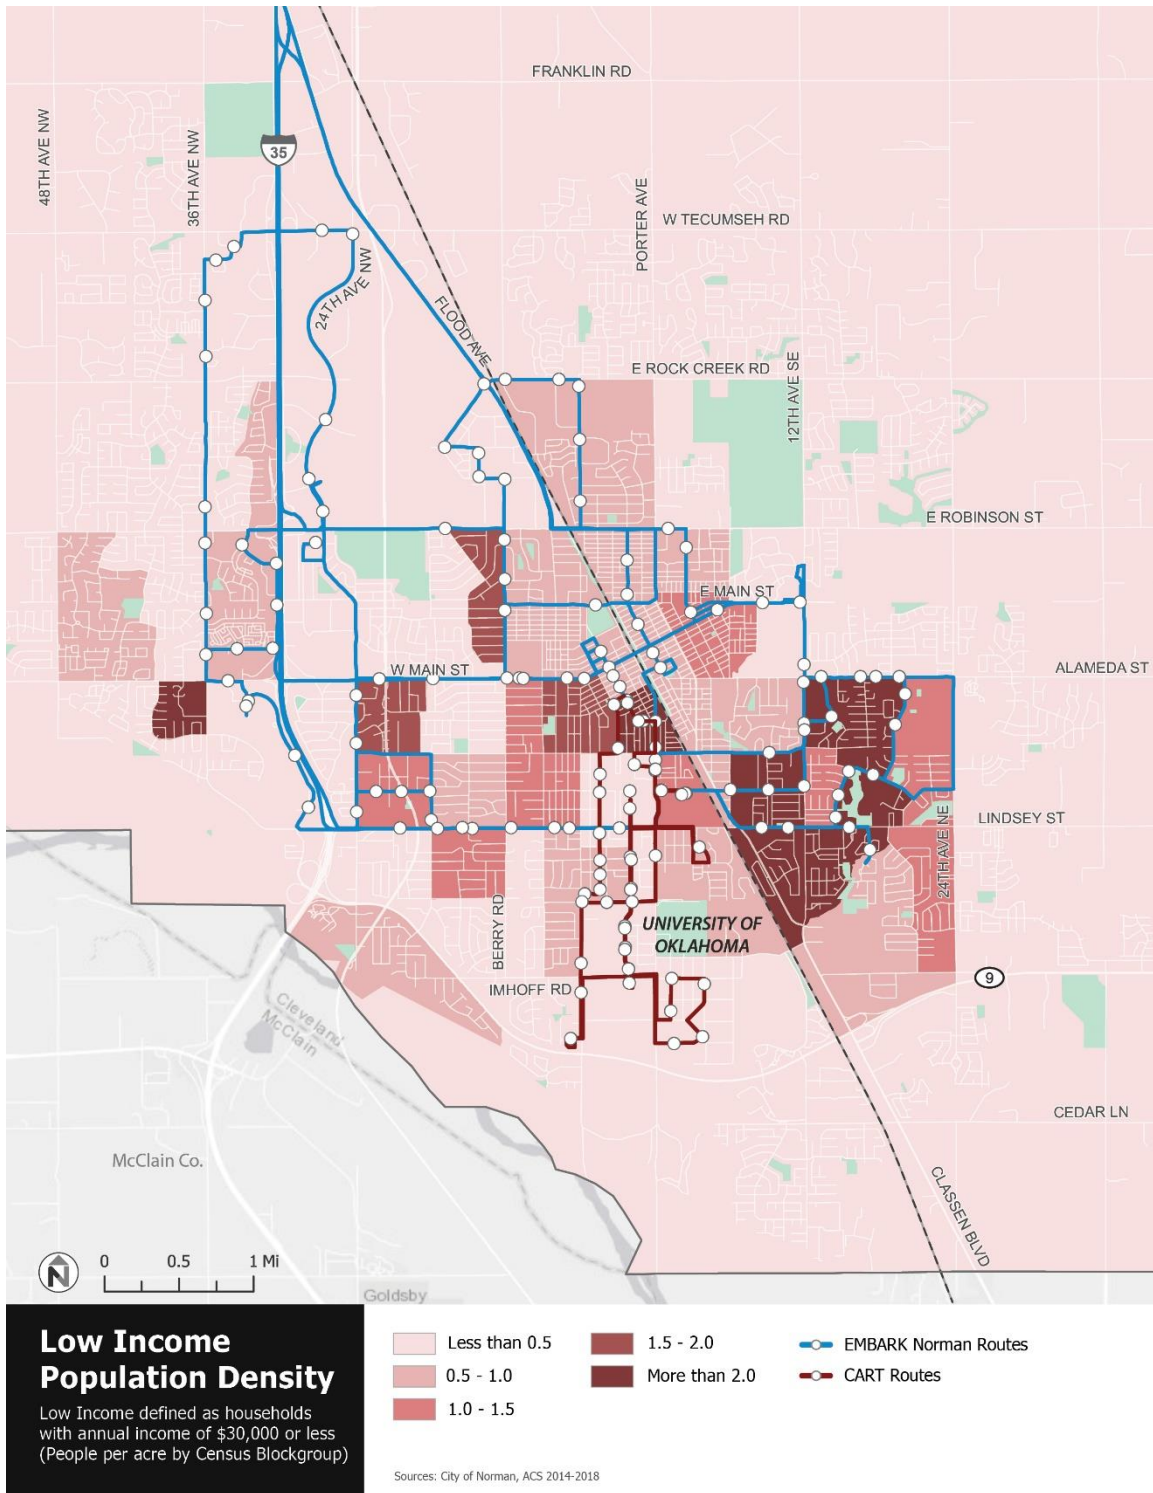 FRANKLIN RD
48TH AVE NW
36TH AVE NW
35
PORTER AVE
W TECUMSEH RD
24TH AVE NW
FLOOD AVE
E ROCK CREEK RD
12TH AVE SE
E ROBINSON ST
E MAIN ST
W MAIN ST
ALAMEDA ST
LINDSEY ST
24TH AVE NE
BERRY RD
UNIVERSITY OF
OKLAHOMA
IMHOFF RD
9
Cleveland
McClain
CEDAR LN
McClain Co.
CLASSEN BLVD
N
0 0.5 1 Mi
Goldsby
Low Income
Population Density
Low Income defined as households
with annual income of $30,000 or less
(People per acre by Census Blockgroup)
Less than 0.5
0.5 - 1.0
1.0 - 1.5
1.5 - 2.0
More than 2.0
EMBARK Norman Routes
CART Routes
Sources: City of Norman, ACS 2014-2018